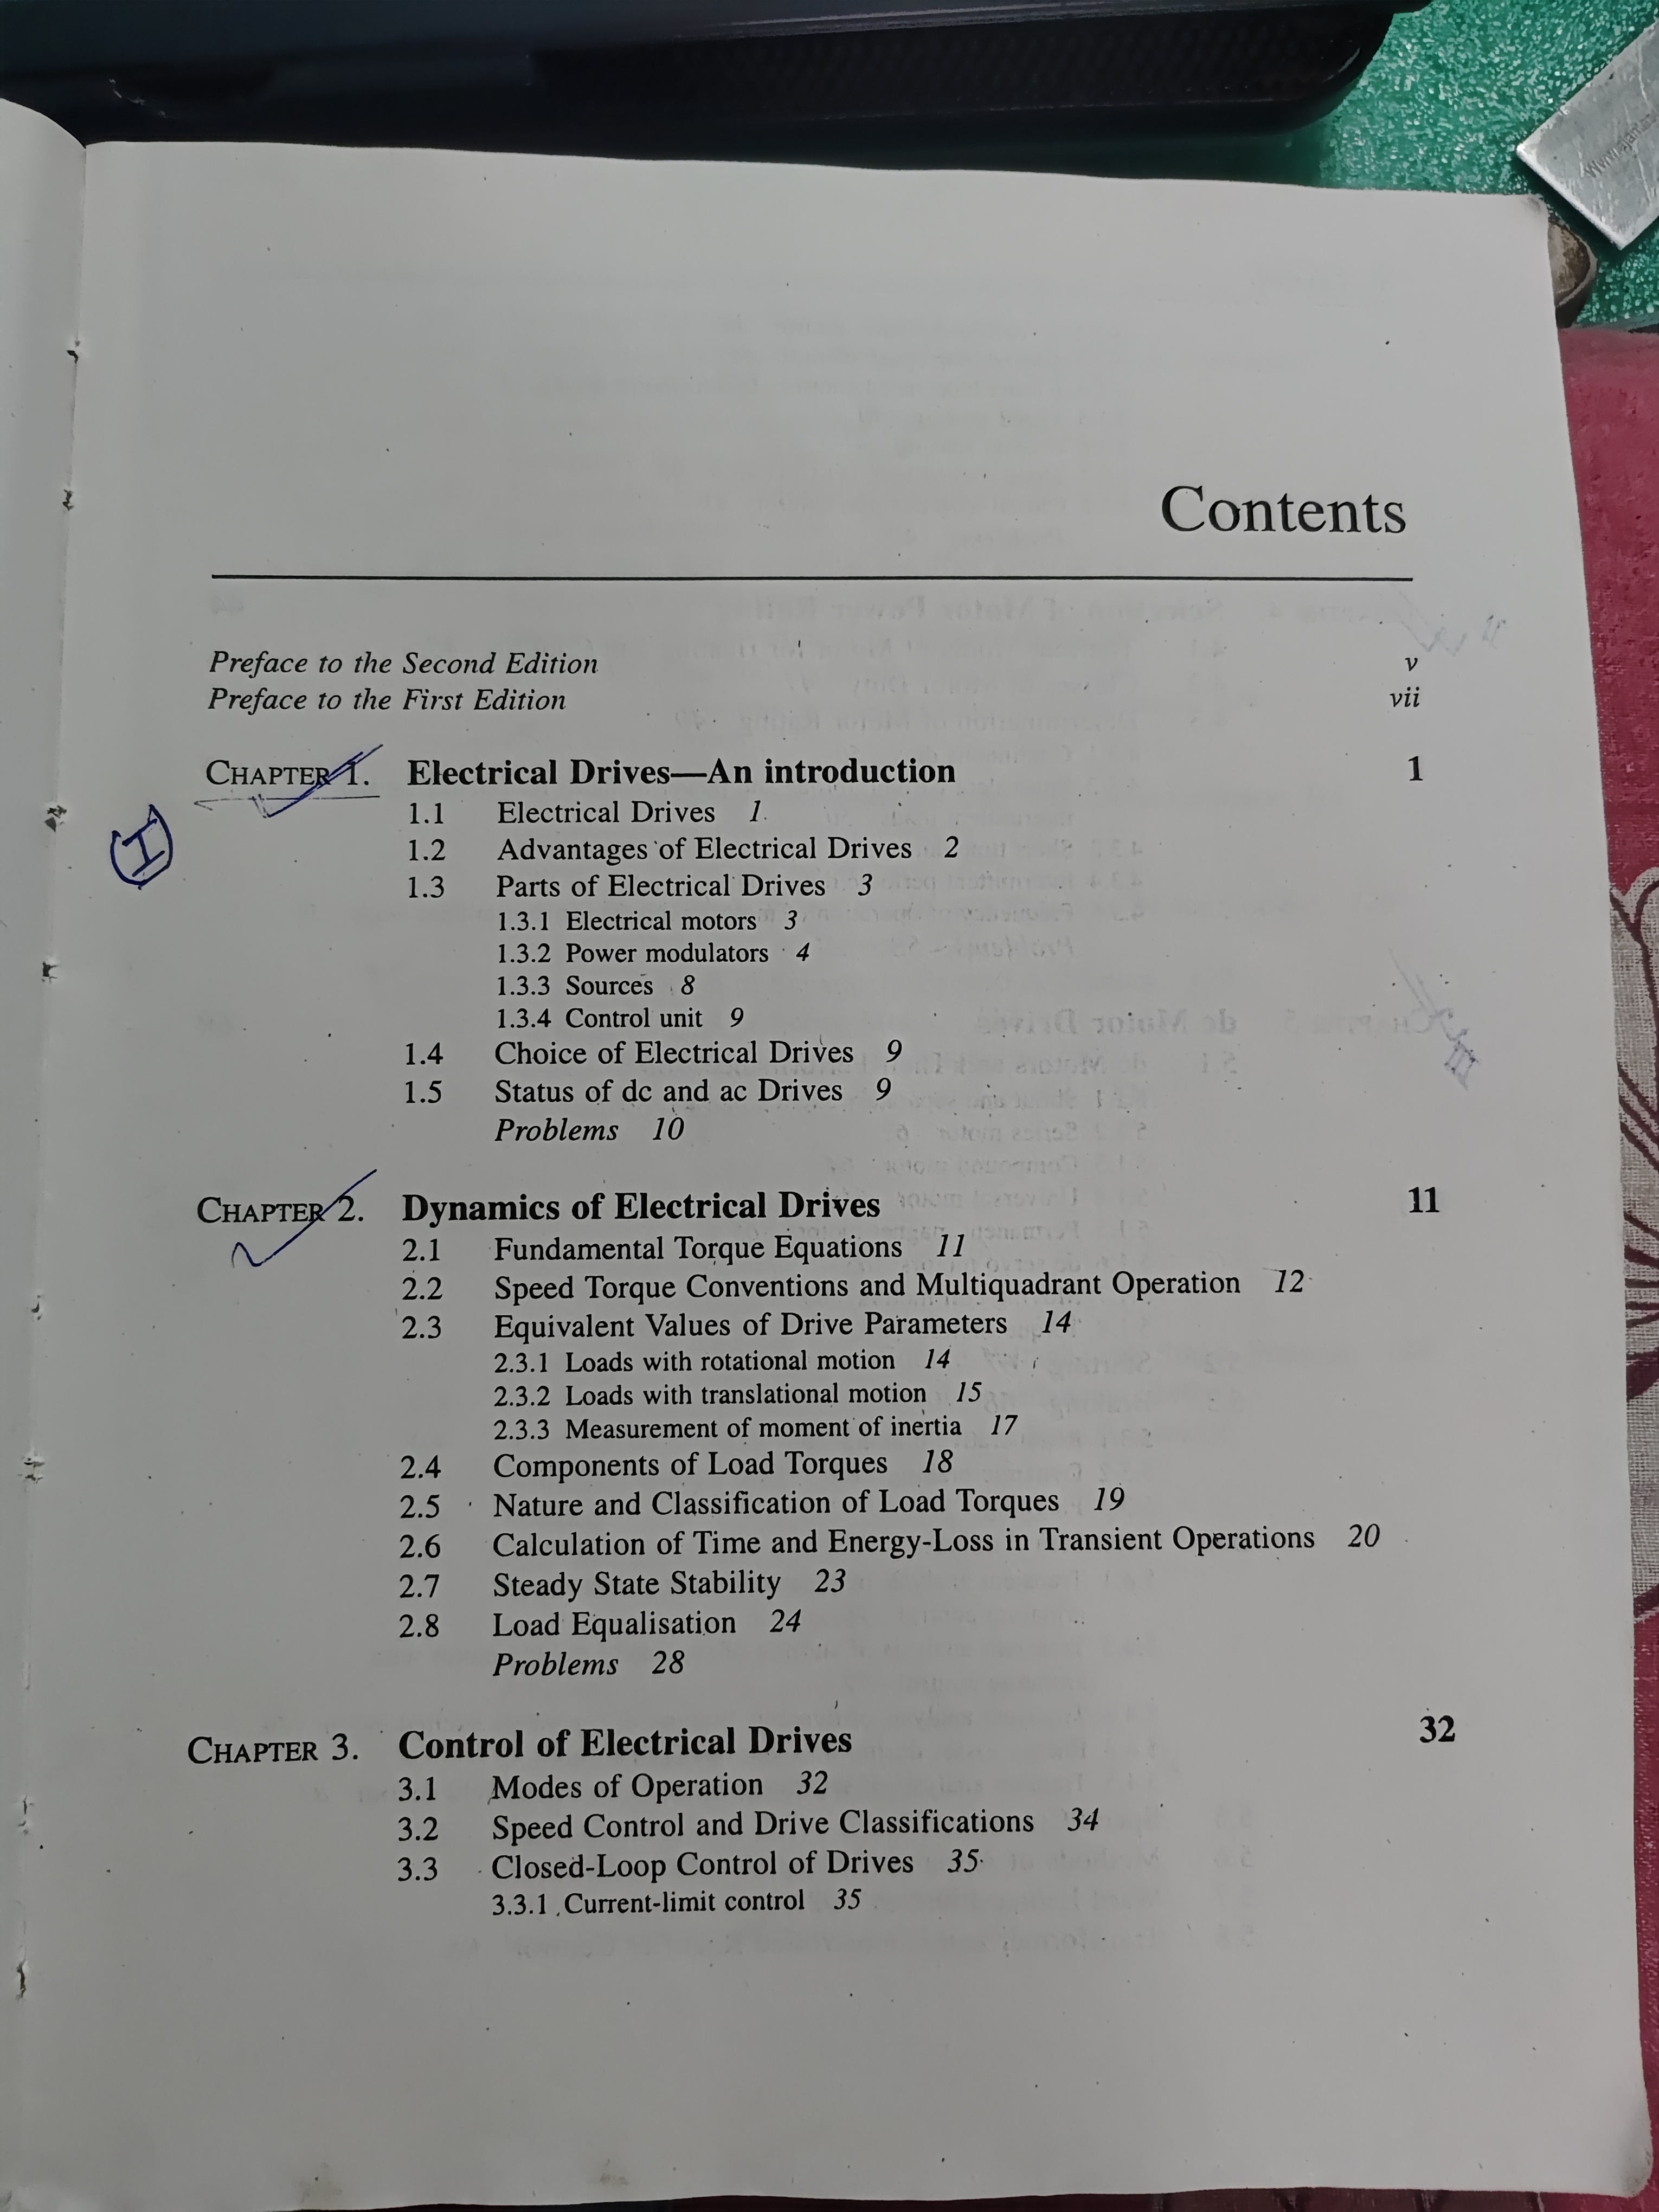 Contents
Preface to the Second Edition v
Preface to the First Edition vii
CHAPTER 1. Electrical Drives—An introduction 1
(I)
1.1 Electrical Drives 1
1.2 Advantages of Electrical Drives 2
1.3 Parts of Electrical Drives 3
1.3.1 Electrical motors 3
1.3.2 Power modulators 4
1.3.3 Sources 8
1.3.4 Control unit 9
1.4 Choice of Electrical Drives 9
1.5 Status of dc and ac Drives 9
Problems 10
CHAPTER 2. Dynamics of Electrical Drives 11
2.1 Fundamental Torque Equations 11
2.2 Speed Torque Conventions and Multiquadrant Operation 12
2.3 Equivalent Values of Drive Parameters 14
2.3.1 Loads with rotational motion 14
2.3.2 Loads with translational motion 15
2.3.3 Measurement of moment of inertia 17
2.4 Components of Load Torques 18
2.5 Nature and Classification of Load Torques 19
2.6 Calculation of Time and Energy-Loss in Transient Operations 20
2.7 Steady State Stability 23
2.8 Load Equalisation 24
Problems 28
CHAPTER 3. Control of Electrical Drives 32
3.1 Modes of Operation 32
3.2 Speed Control and Drive Classifications 34
3.3 Closed-Loop Control of Drives 35
3.3.1 Current-limit control 35